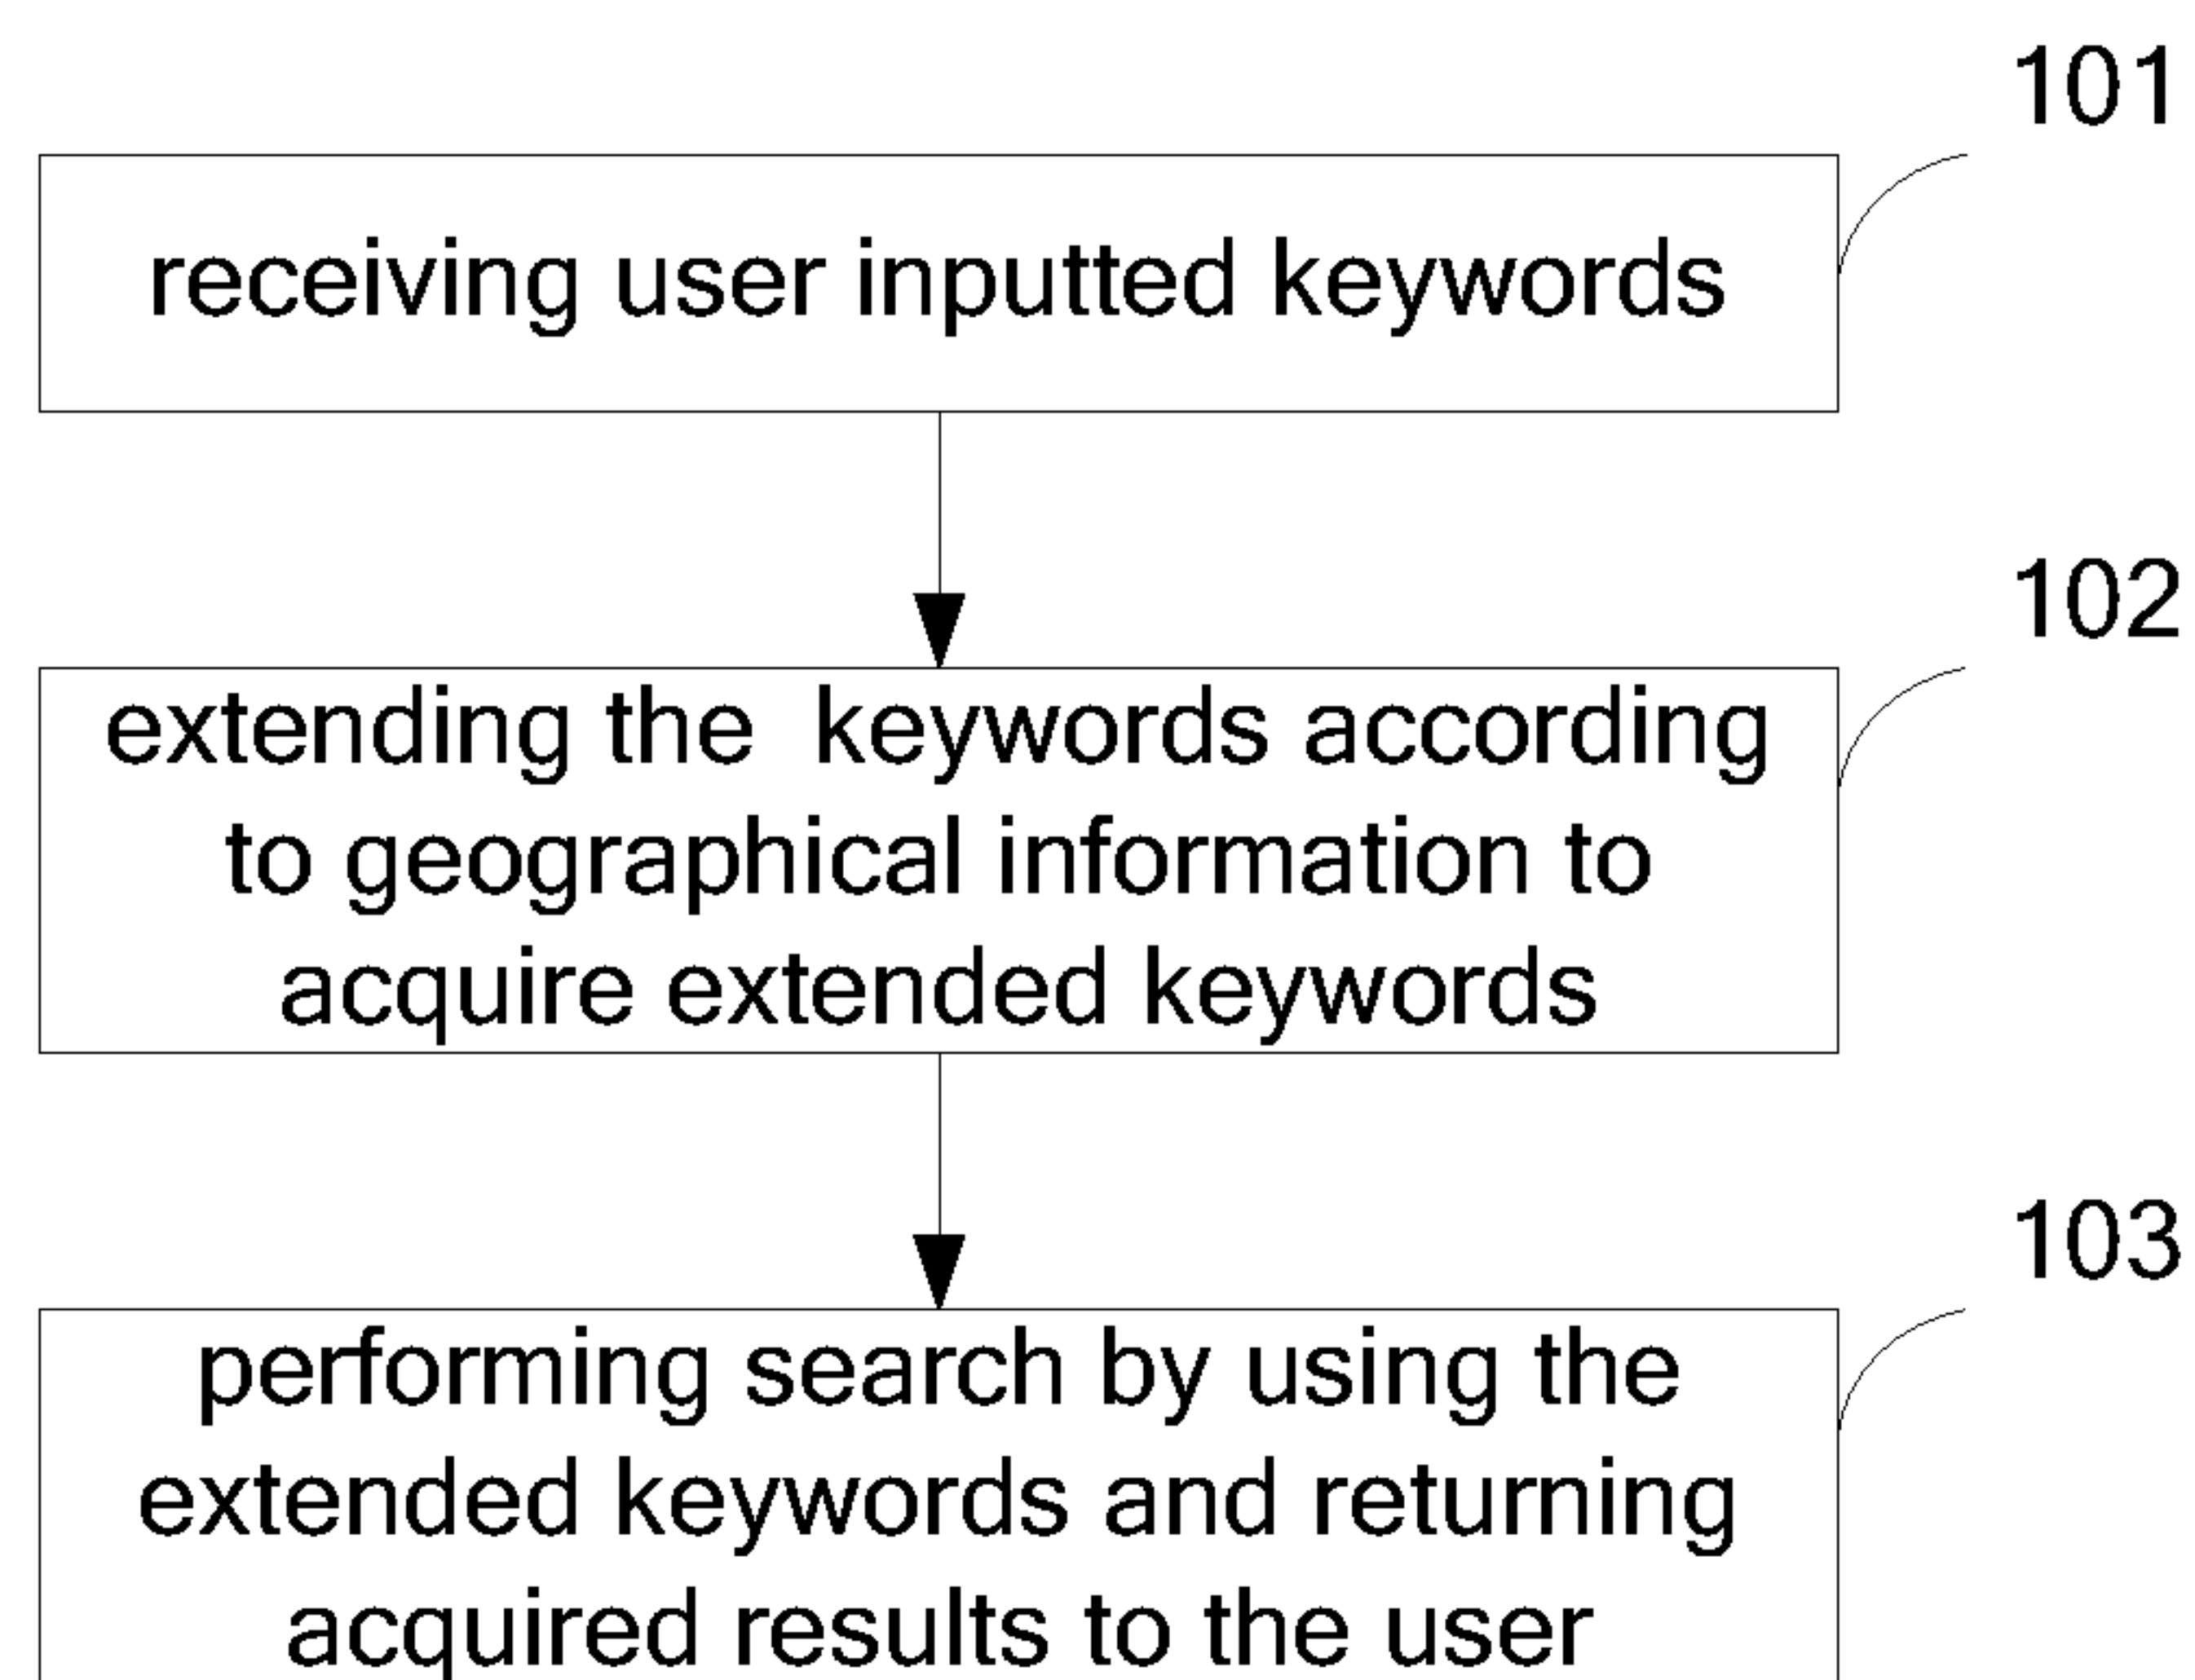 101
receiving user inputted keywords
102
extending the keywords according
to geographical information to
acquire extended keywords
103
performing search by using the
extended keywords and returning
acquired results to the user